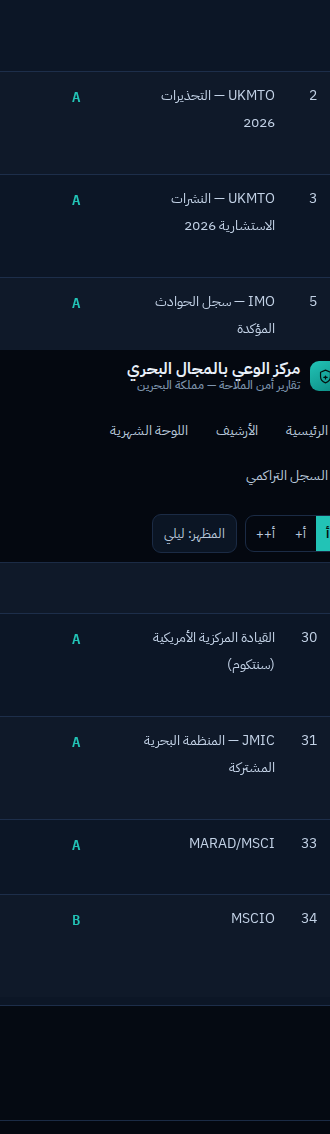 2 UKMTO — التحذيرات A
2026
3 UKMTO — النشرات A
الاستشارية 2026
5 IMO — سجل الحوادث A
المؤكدة
مركز الوعي بالمجال البحري
تقارير أمن الملاحة — مملكة البحرين
الرئيسية الأرشيف اللوحة الشهرية
السجل التراكمي
أ أ+ أ++ المظهر: ليلي
30 القيادة المركزية الأمريكية A
(سنتكوم)
31 JMIC — المنظمة البحرية A
المشتركة
33 MARAD/MSCI A
34 MSCIO B